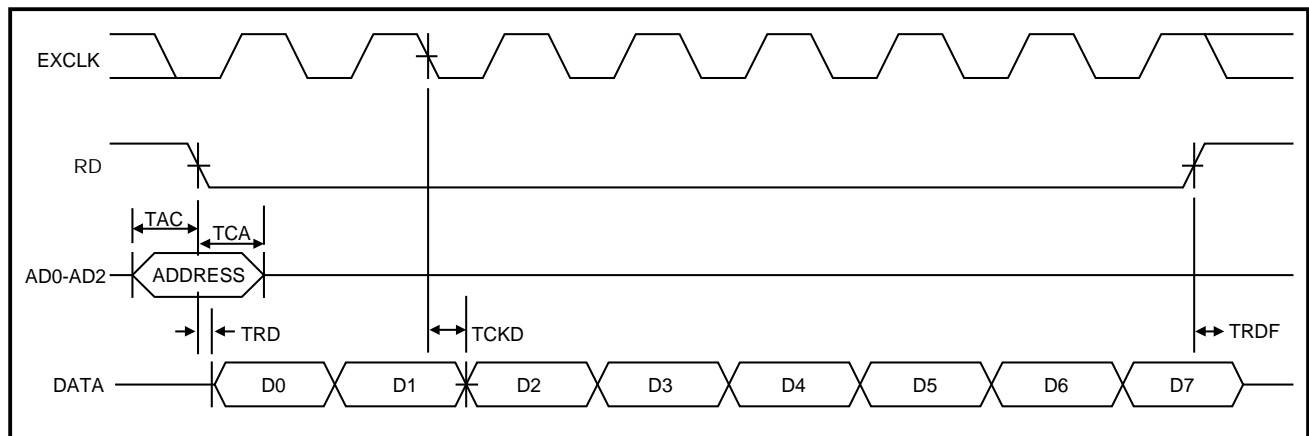 EXCLK
RD
TAC
TCA
AD0-AD2
ADDRESS
TRD
TCKD
TRDF
DATA
D0
D1
D2
D3
D4
D5
D6
D7